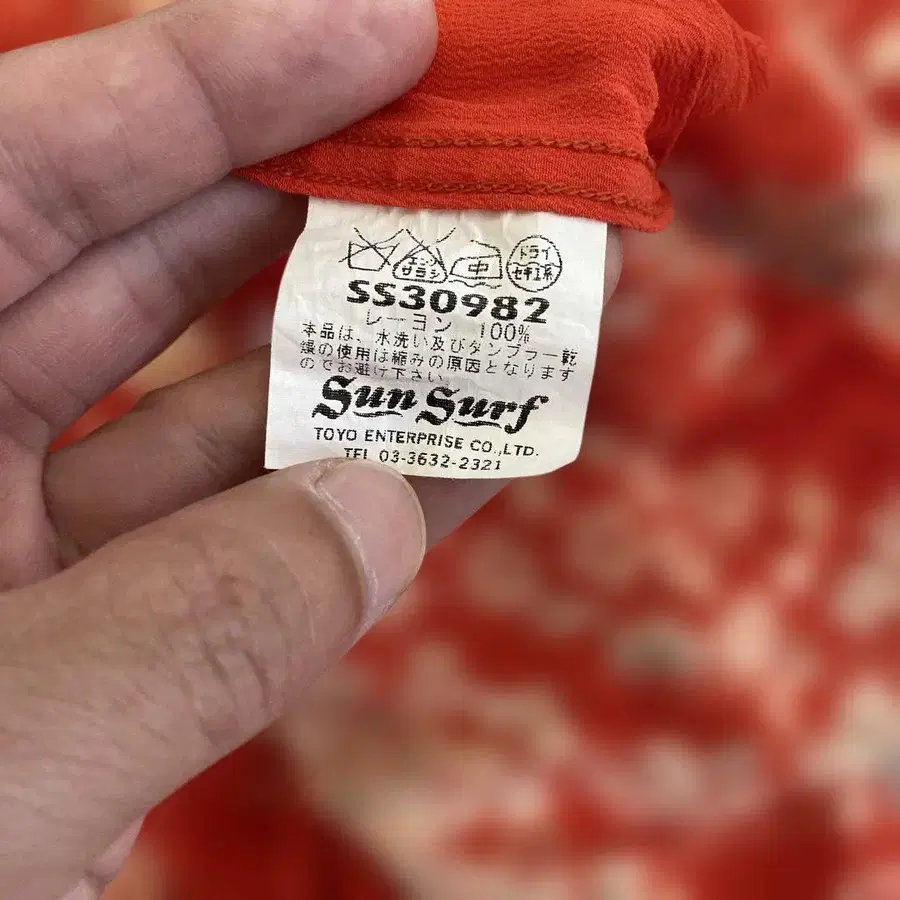 エンソ サラシ 中 ドライ セキユ系
SS30982
レーヨン 100%
本品は、水洗い及びタンブラー乾
燥の使用は縮みの原因となります
のでお避け下さい。
Sun Surf
TOYO ENTERPRISE CO.,LTD.
TEL 03-3632-2321